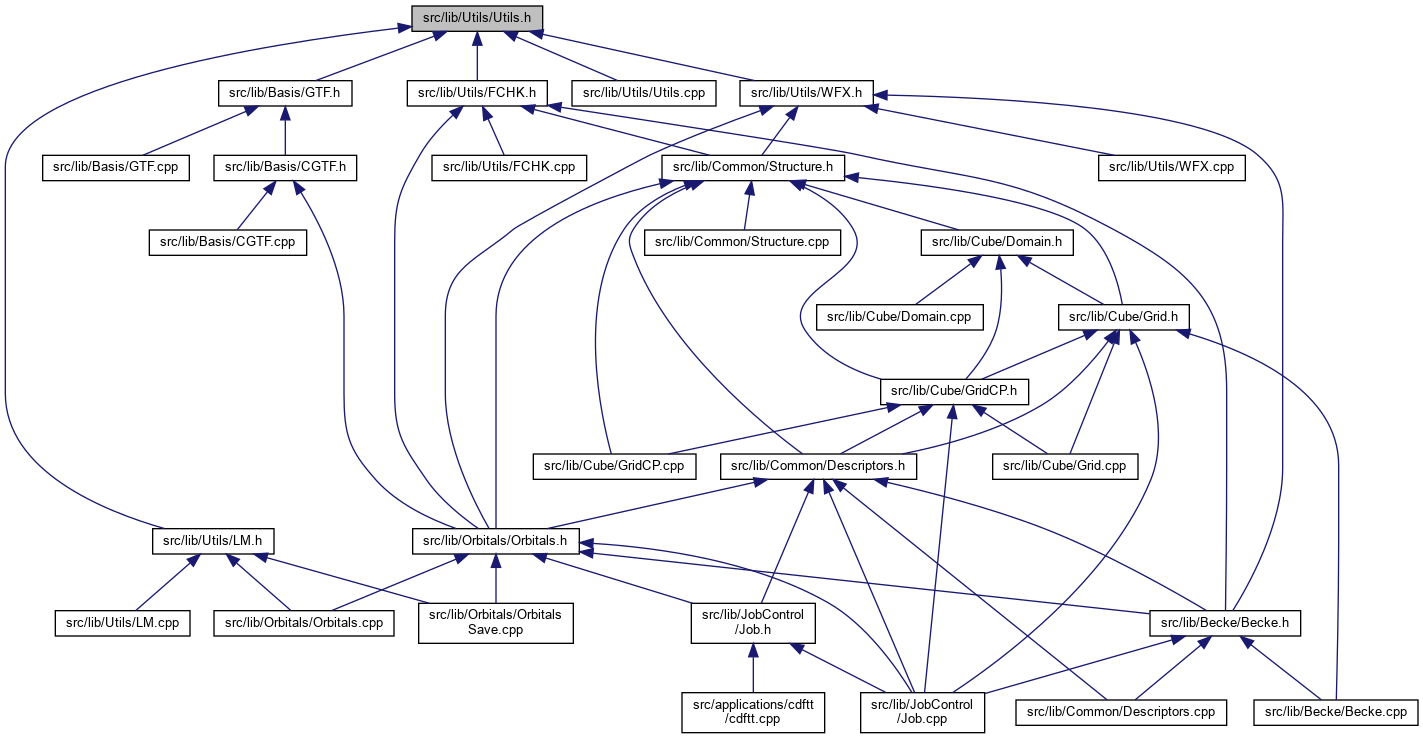 src/lib/Utils/Utils.h
src/lib/Basis/GTF.h
src/lib/Utils/FCHK.h
src/lib/Utils/Utils.cpp
src/lib/Utils/WFX.h
src/lib/Basis/GTF.cpp
src/lib/Basis/CGTF.h
src/lib/Utils/FCHK.cpp
src/lib/Common/Structure.h
src/lib/Utils/WFX.cpp
src/lib/Basis/CGTF.cpp
src/lib/Common/Structure.cpp
src/lib/Cube/Domain.h
src/lib/Cube/Domain.cpp
src/lib/Cube/Grid.h
src/lib/Cube/GridCP.h
src/lib/Cube/GridCP.cpp
src/lib/Common/Descriptors.h
src/lib/Cube/Grid.cpp
src/lib/Utils/LM.h
src/lib/Orbitals/Orbitals.h
src/lib/Utils/LM.cpp
src/lib/Orbitals/Orbitals.cpp
src/lib/Orbitals/Orbitals
Save.cpp
src/lib/JobControl
/Job.h
src/lib/Becke/Becke.h
src/applications/cdftt
/cdftt.cpp
src/lib/JobControl
/Job.cpp
src/lib/Common/Descriptors.cpp
src/lib/Becke/Becke.cpp